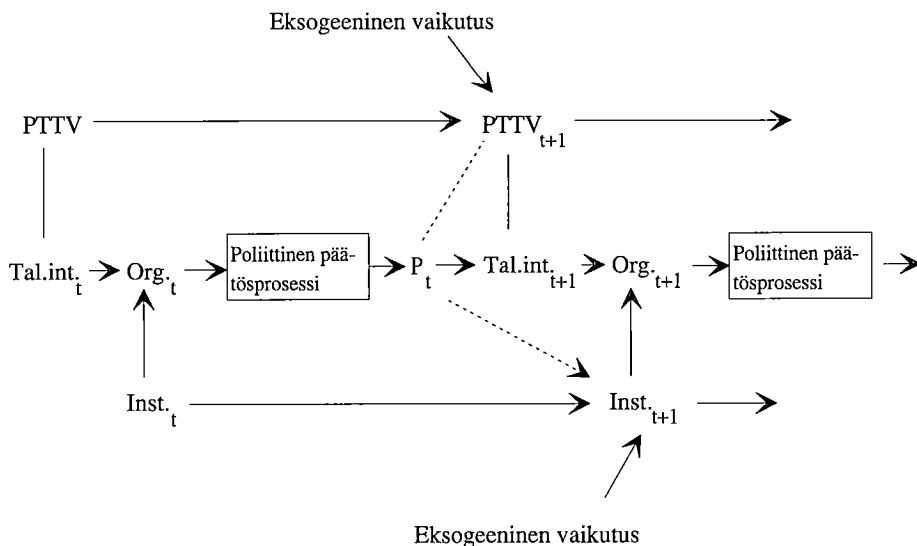 Eksogeeninen vaikutus
PTTV
PTTV t+1
Tal.int. t
Org. t
Poliittinen pää-
tösprosessi
P t
Tal.int. t+1
Org. t+1
Poliittinen pää-
tösprosessi
Inst. t
Inst. t+1
Eksogeeninen vaikutus